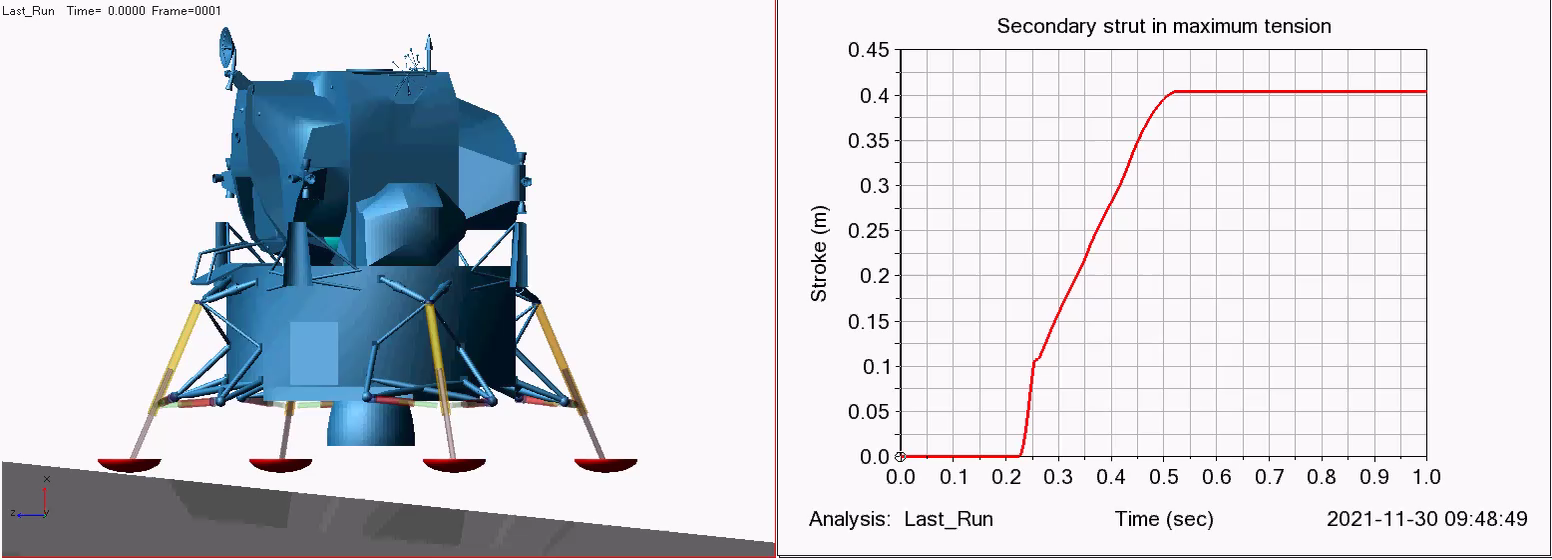 Last_Run Time= 0.0000 Frame=0001
x
z
y
Secondary strut in maximum tension
0.45
0.4
0.35
0.3
0.25
0.2
0.15
0.1
0.05
0.0
Stroke (m)
0.0 0.1 0.2 0.3 0.4 0.5 0.6 0.7 0.8 0.9 1.0
Analysis: Last_Run Time (sec) 2021-11-30 09:48:49